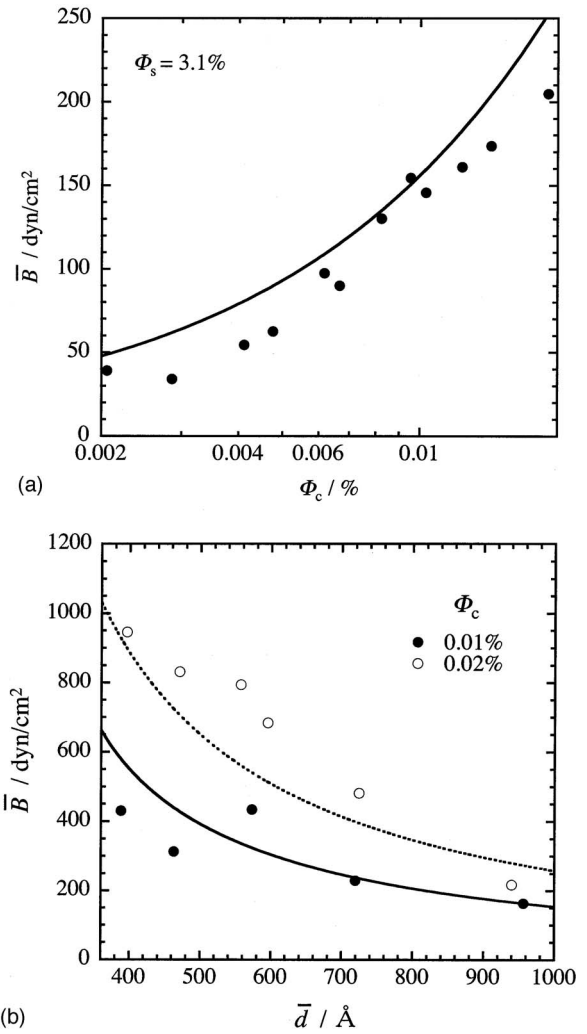 250
Φs = 3.1%
200
150
B̅ / dyn/cm²
100
50
0
0.002 0.004 0.006 0.01
(a)
Φc / %
1200
Φc
1000
0.01%
0.02%
800
B̅ / dyn/cm²
600
400
200
0
400 500 600 700 800 900 1000
(b)
d̅ / Å